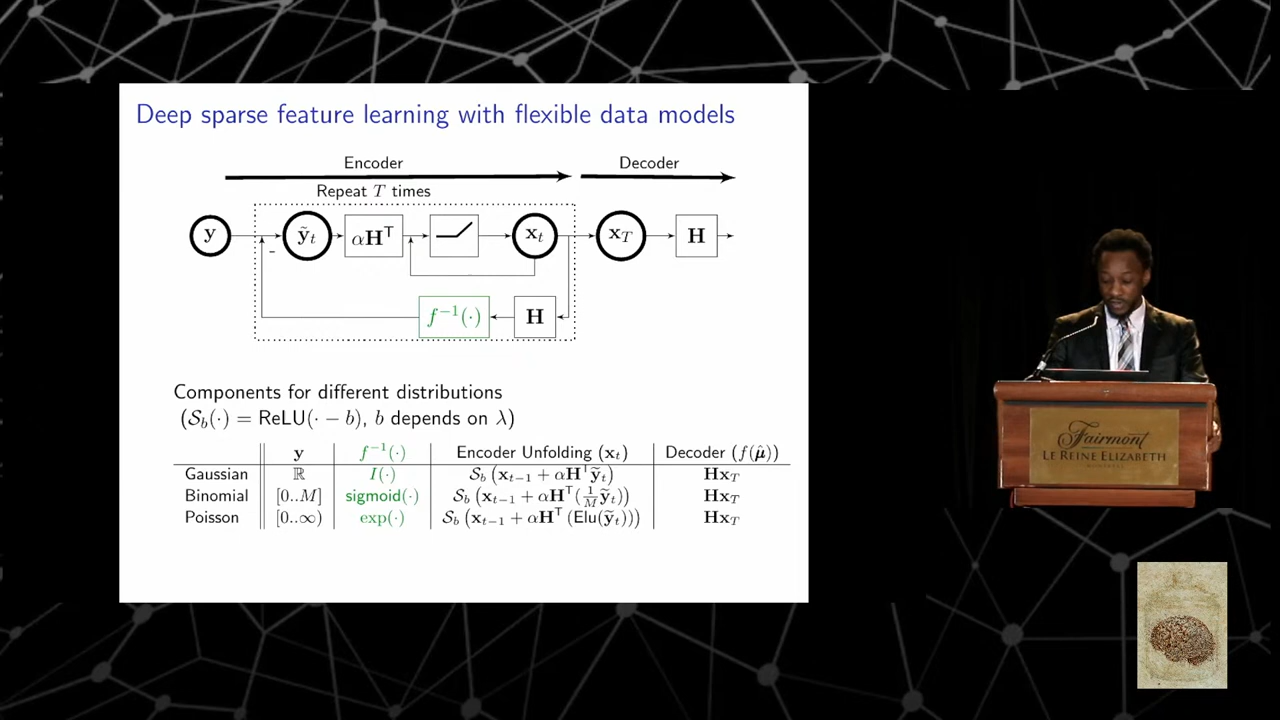 Deep sparse feature learning with flexible data models
Encoder
Decoder
Repeat T times
y
ỹ_t
αH^T
x_t
x_T
H
-
f^{-1}(·)
H
Components for different distributions
(S_b(·) = ReLU(· − b), b depends on λ)
y f^{-1}(·) Encoder Unfolding (x_t) Decoder (f(μ̂))
Gaussian ℝ I(·) S_b (x_{t−1} + αH^T ỹ_t) Hx_T
Binomial [0..M] sigmoid(·) S_b (x_{t−1} + αH^T(1/M ỹ_t)) Hx_T
Poisson [0..∞) exp(·) S_b (x_{t−1} + αH^T (Elu(ỹ_t))) Hx_T
Fairmont
LE REINE ELIZABETH